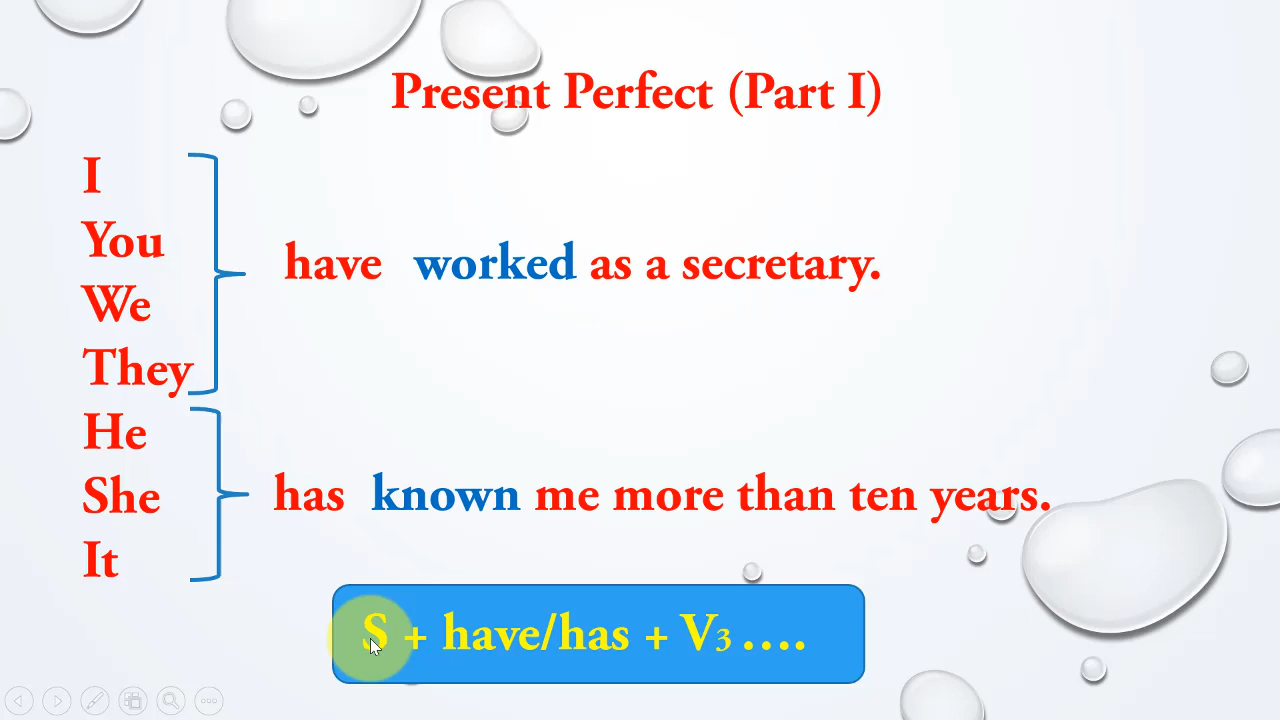 Present Perfect (Part I)
I
You
We
They
have worked as a secretary.
He
She
It
has known me more than ten years.
S + have/has + V₃ ....